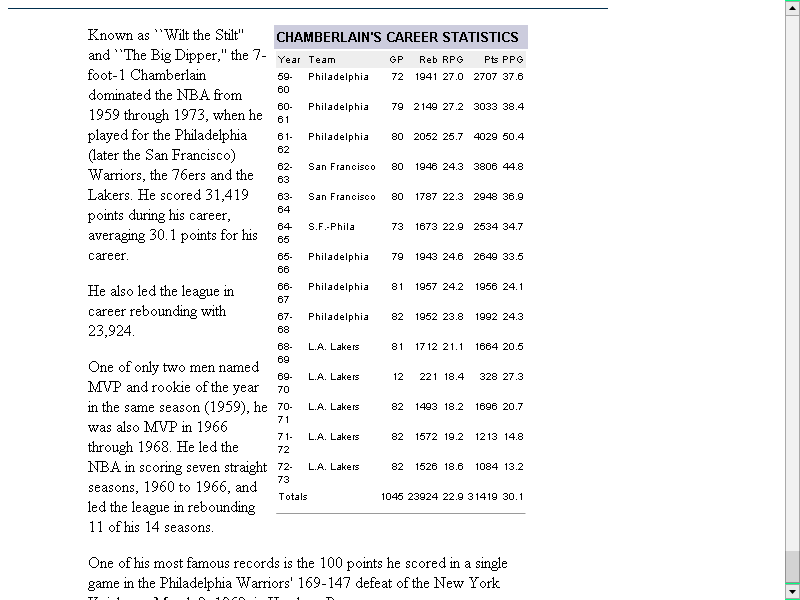 Known as ``Wilt the Stilt''
and ``The Big Dipper,'' the 7-
foot-1 Chamberlain
dominated the NBA from
1959 through 1973, when he
played for the Philadelphia
(later the San Francisco)
Warriors, the 76ers and the
Lakers. He scored 31,419
points during his career,
averaging 30.1 points for his
career.
He also led the league in
career rebounding with
23,924.
One of only two men named
MVP and rookie of the year
in the same season (1959), he
was also MVP in 1966
through 1968. He led the
NBA in scoring seven straight
seasons, 1960 to 1966, and
led the league in rebounding
11 of his 14 seasons.
CHAMBERLAIN'S CAREER STATISTICS
Year Team GP Reb RPG Pts PPG
59-
60 Philadelphia 72 1941 27.0 2707 37.6
60-
61 Philadelphia 79 2149 27.2 3033 38.4
61-
62 Philadelphia 80 2052 25.7 4029 50.4
62-
63 San Francisco 80 1946 24.3 3806 44.8
63-
64 San Francisco 80 1787 22.3 2948 36.9
64-
65 S.F.-Phila 73 1673 22.9 2534 34.7
65-
66 Philadelphia 79 1943 24.6 2649 33.5
66-
67 Philadelphia 81 1957 24.2 1956 24.1
67-
68 Philadelphia 82 1952 23.8 1992 24.3
68-
69 L.A. Lakers 81 1712 21.1 1664 20.5
69-
70 L.A. Lakers 12 221 18.4 328 27.3
70-
71 L.A. Lakers 82 1493 18.2 1696 20.7
71-
72 L.A. Lakers 82 1572 19.2 1213 14.8
72-
73 L.A. Lakers 82 1526 18.6 1084 13.2
Totals 1045 23924 22.9 31419 30.1
One of his most famous records is the 100 points he scored in a single
game in the Philadelphia Warriors' 169-147 defeat of the New York